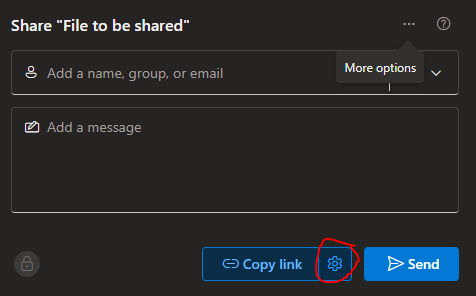 Share "File to be shared"
More options
Add a name, group, or email
Add a message
Copy link
Send